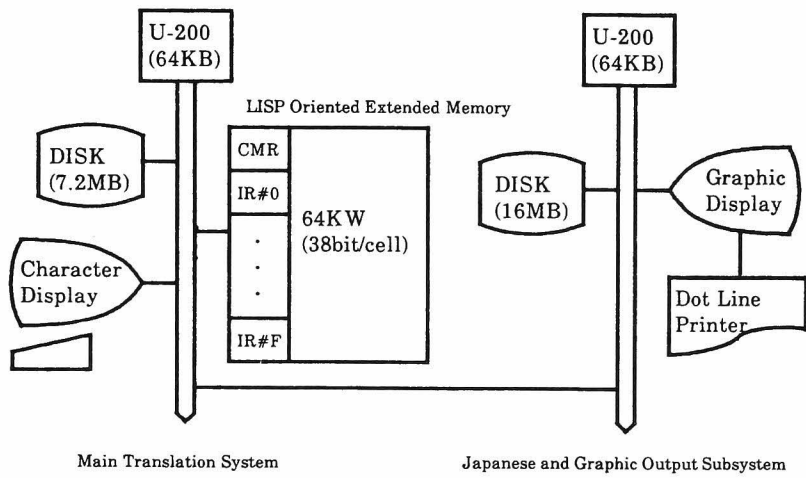 U-200
(64KB)
U-200
(64KB)
LISP Oriented Extended Memory
DISK
(7.2MB)
CMR
IR#0
64KW
(38bit/cell)
.
.
.
IR#F
Character
Display
DISK
(16MB)
Graphic
Display
Dot Line
Printer
Main Translation System
Japanese and Graphic Output Subsystem